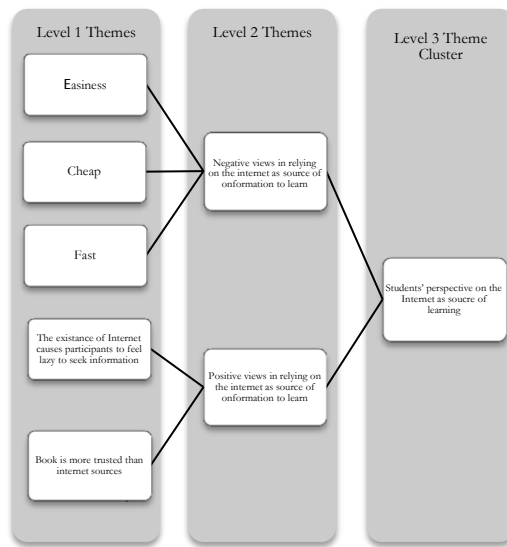 Level 1 Themes
Easiness
Cheap
Fast
The existance of Internet
causes participants to feel
lazy to seek information
Book is more trusted than
internet sources
Level 2 Themes
Negative views in relying
on the internet as source of
onformation to learn
Positive views in relying on
the internet as source of
onformation to learn
Level 3 Theme
Cluster
Students' perspective on the
Internet as soucre of
learning